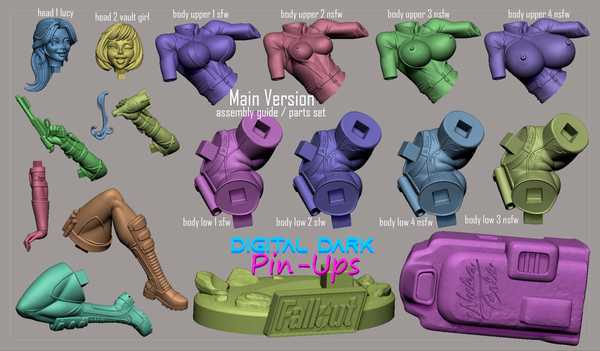 head 1 lucy
head 2 vault girl
body upper 1 sfw
body upper 2 nsfw
body upper 3 nsfw
body upper 4 nsfw
Main Version
assembly guide / parts set
body low 1 sfw
body low 2 sfw
body low 4 nsfw
body low 3 nsfw
DIGITAL DARK
Pin-Ups
Fallout